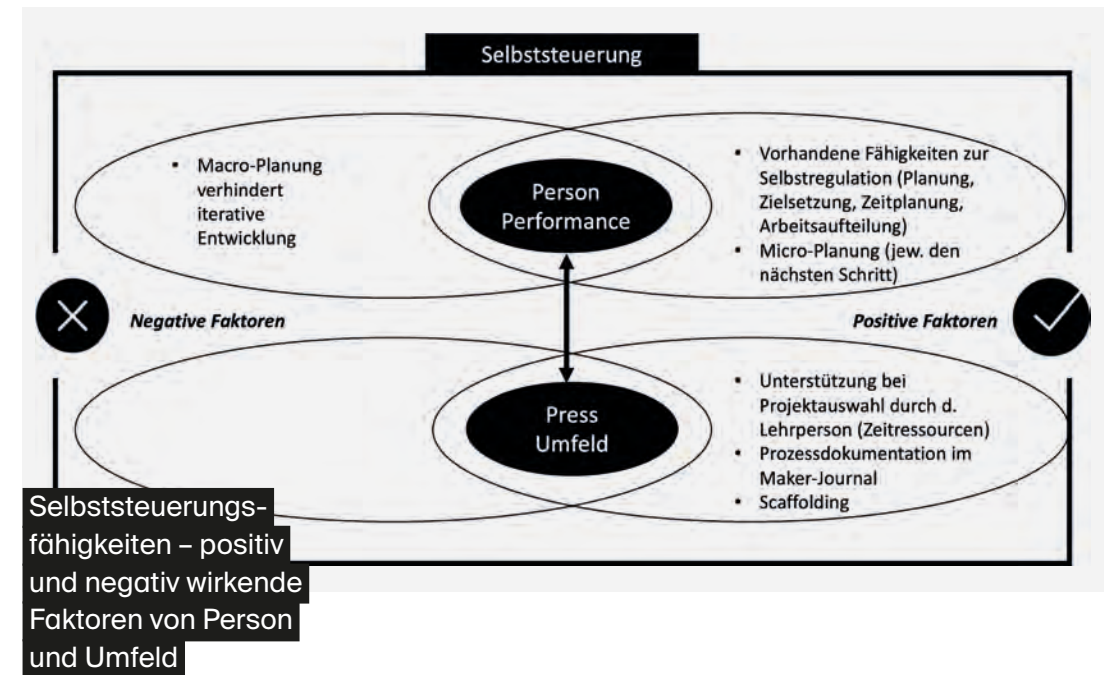 Selbststeuerung
• Macro-Planung
verhindert
iterative
Entwicklung
Person
Performance
• Vorhandene Fähigkeiten zur
Selbstregulation (Planung,
Zielsetzung, Zeitplanung,
Arbeitsaufteilung)
• Micro-Planung (jew. den
nächsten Schritt)
Negative Faktoren
Positive Faktoren
Press
Umfeld
• Unterstützung bei
Projektauswahl durch d.
Lehrperson (Zeitressourcen)
• Prozessdokumentation im
Maker-Journal
• Scaffolding
Selbststeuerungs-
fähigkeiten – positiv
und negativ wirkende
Faktoren von Person
und Umfeld